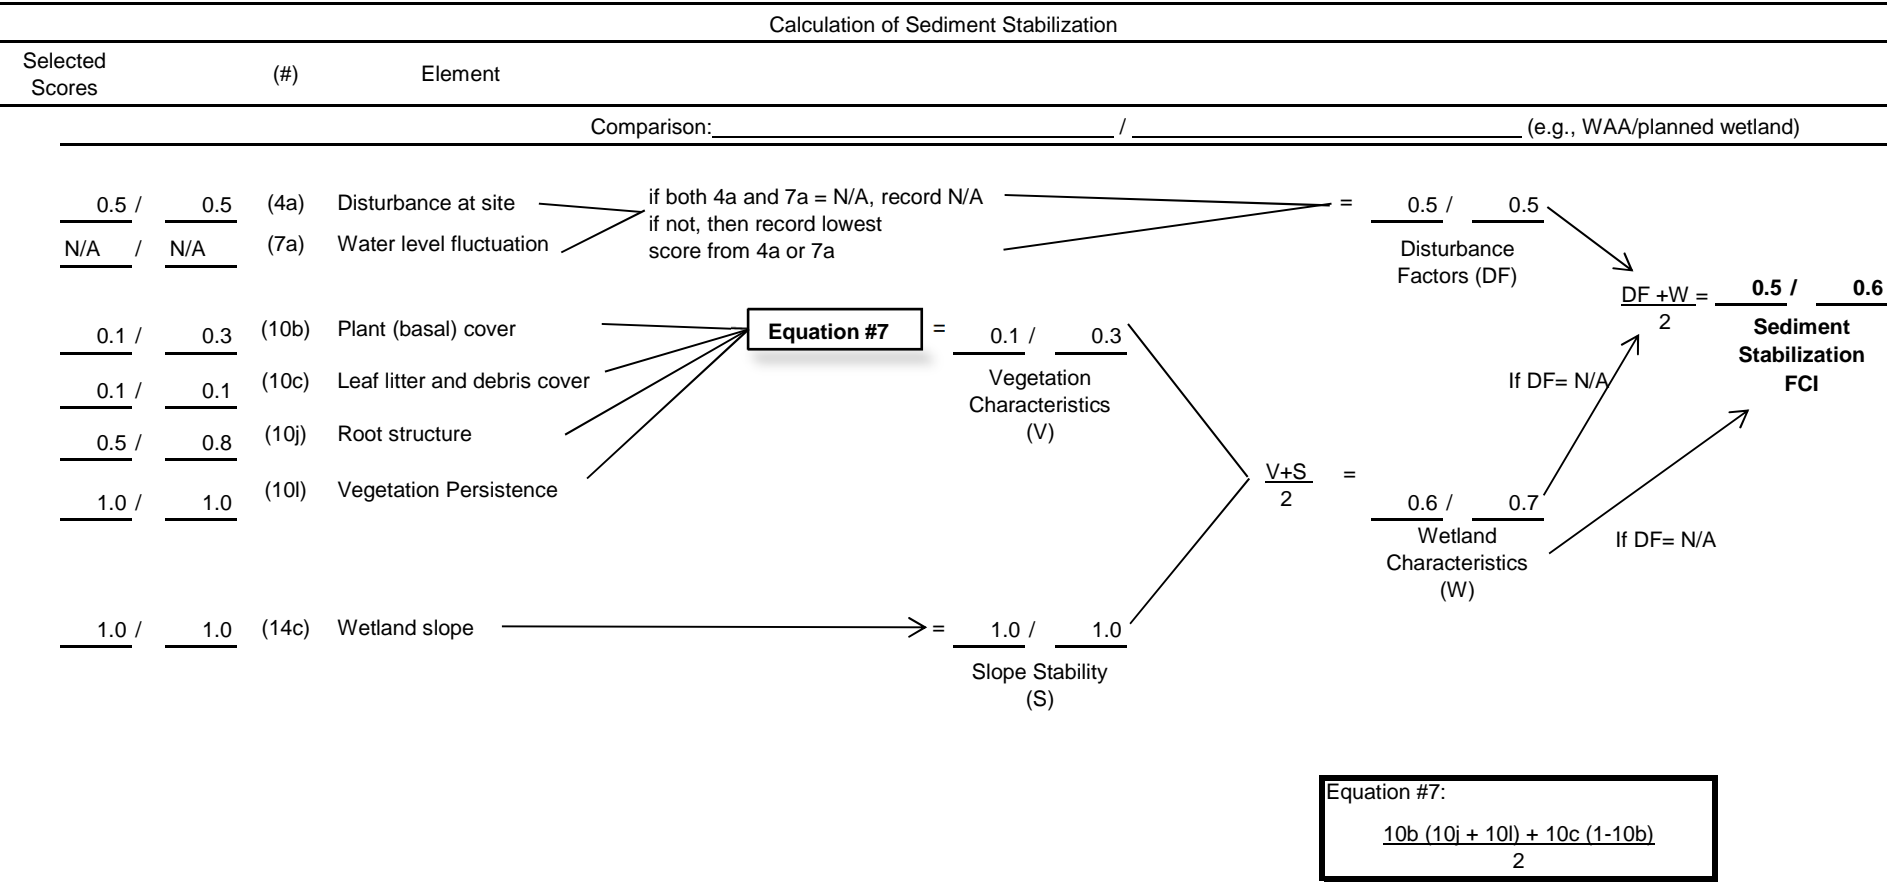 Calculation of Sediment Stabilization
Selected Scores (#) Element
Comparison: / (e.g., WAA/planned wetland)
0.5 / 0.5 (4a) Disturbance at site
N/A / N/A (7a) Water level fluctuation
if both 4a and 7a = N/A, record N/A
if not, then record lowest
score from 4a or 7a
= 0.5 / 0.5
Disturbance
Factors (DF)
DF +W = 0.5 / 0.6
2
Sediment
Stabilization
FCI
0.1 / 0.3 (10b) Plant (basal) cover
0.1 / 0.1 (10c) Leaf litter and debris cover
0.5 / 0.8 (10j) Root structure
1.0 / 1.0 (10l) Vegetation Persistence
Equation #7 = 0.1 / 0.3
Vegetation
Characteristics
(V)
If DF= N/A
V+S =
2
0.6 / 0.7
Wetland
Characteristics
(W)
If DF= N/A
1.0 / 1.0 (14c) Wetland slope
= 1.0 / 1.0
Slope Stability
(S)
Equation #7:
10b (10j + 10l) + 10c (1-10b)
2